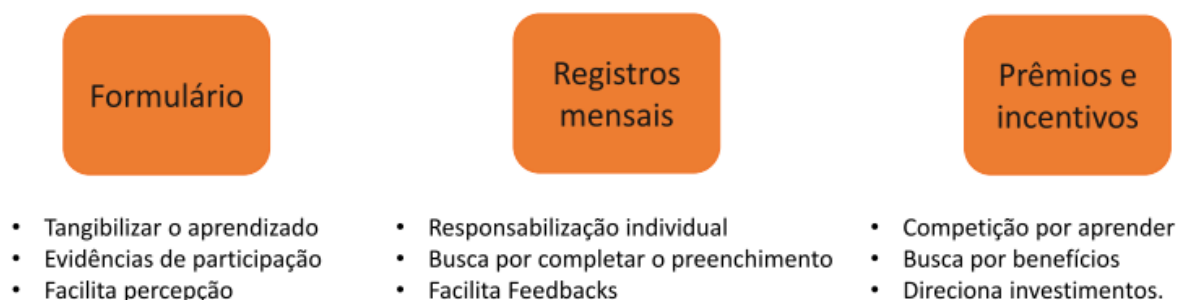 Formulário
Registros
mensais
Prêmios e
incentivos
• Tangibilizar o aprendizado
• Evidências de participação
• Facilita percepção
• Responsabilização individual
• Busca por completar o preenchimento
• Facilita Feedbacks
• Competição por aprender
• Busca por benefícios
• Direciona investimentos.